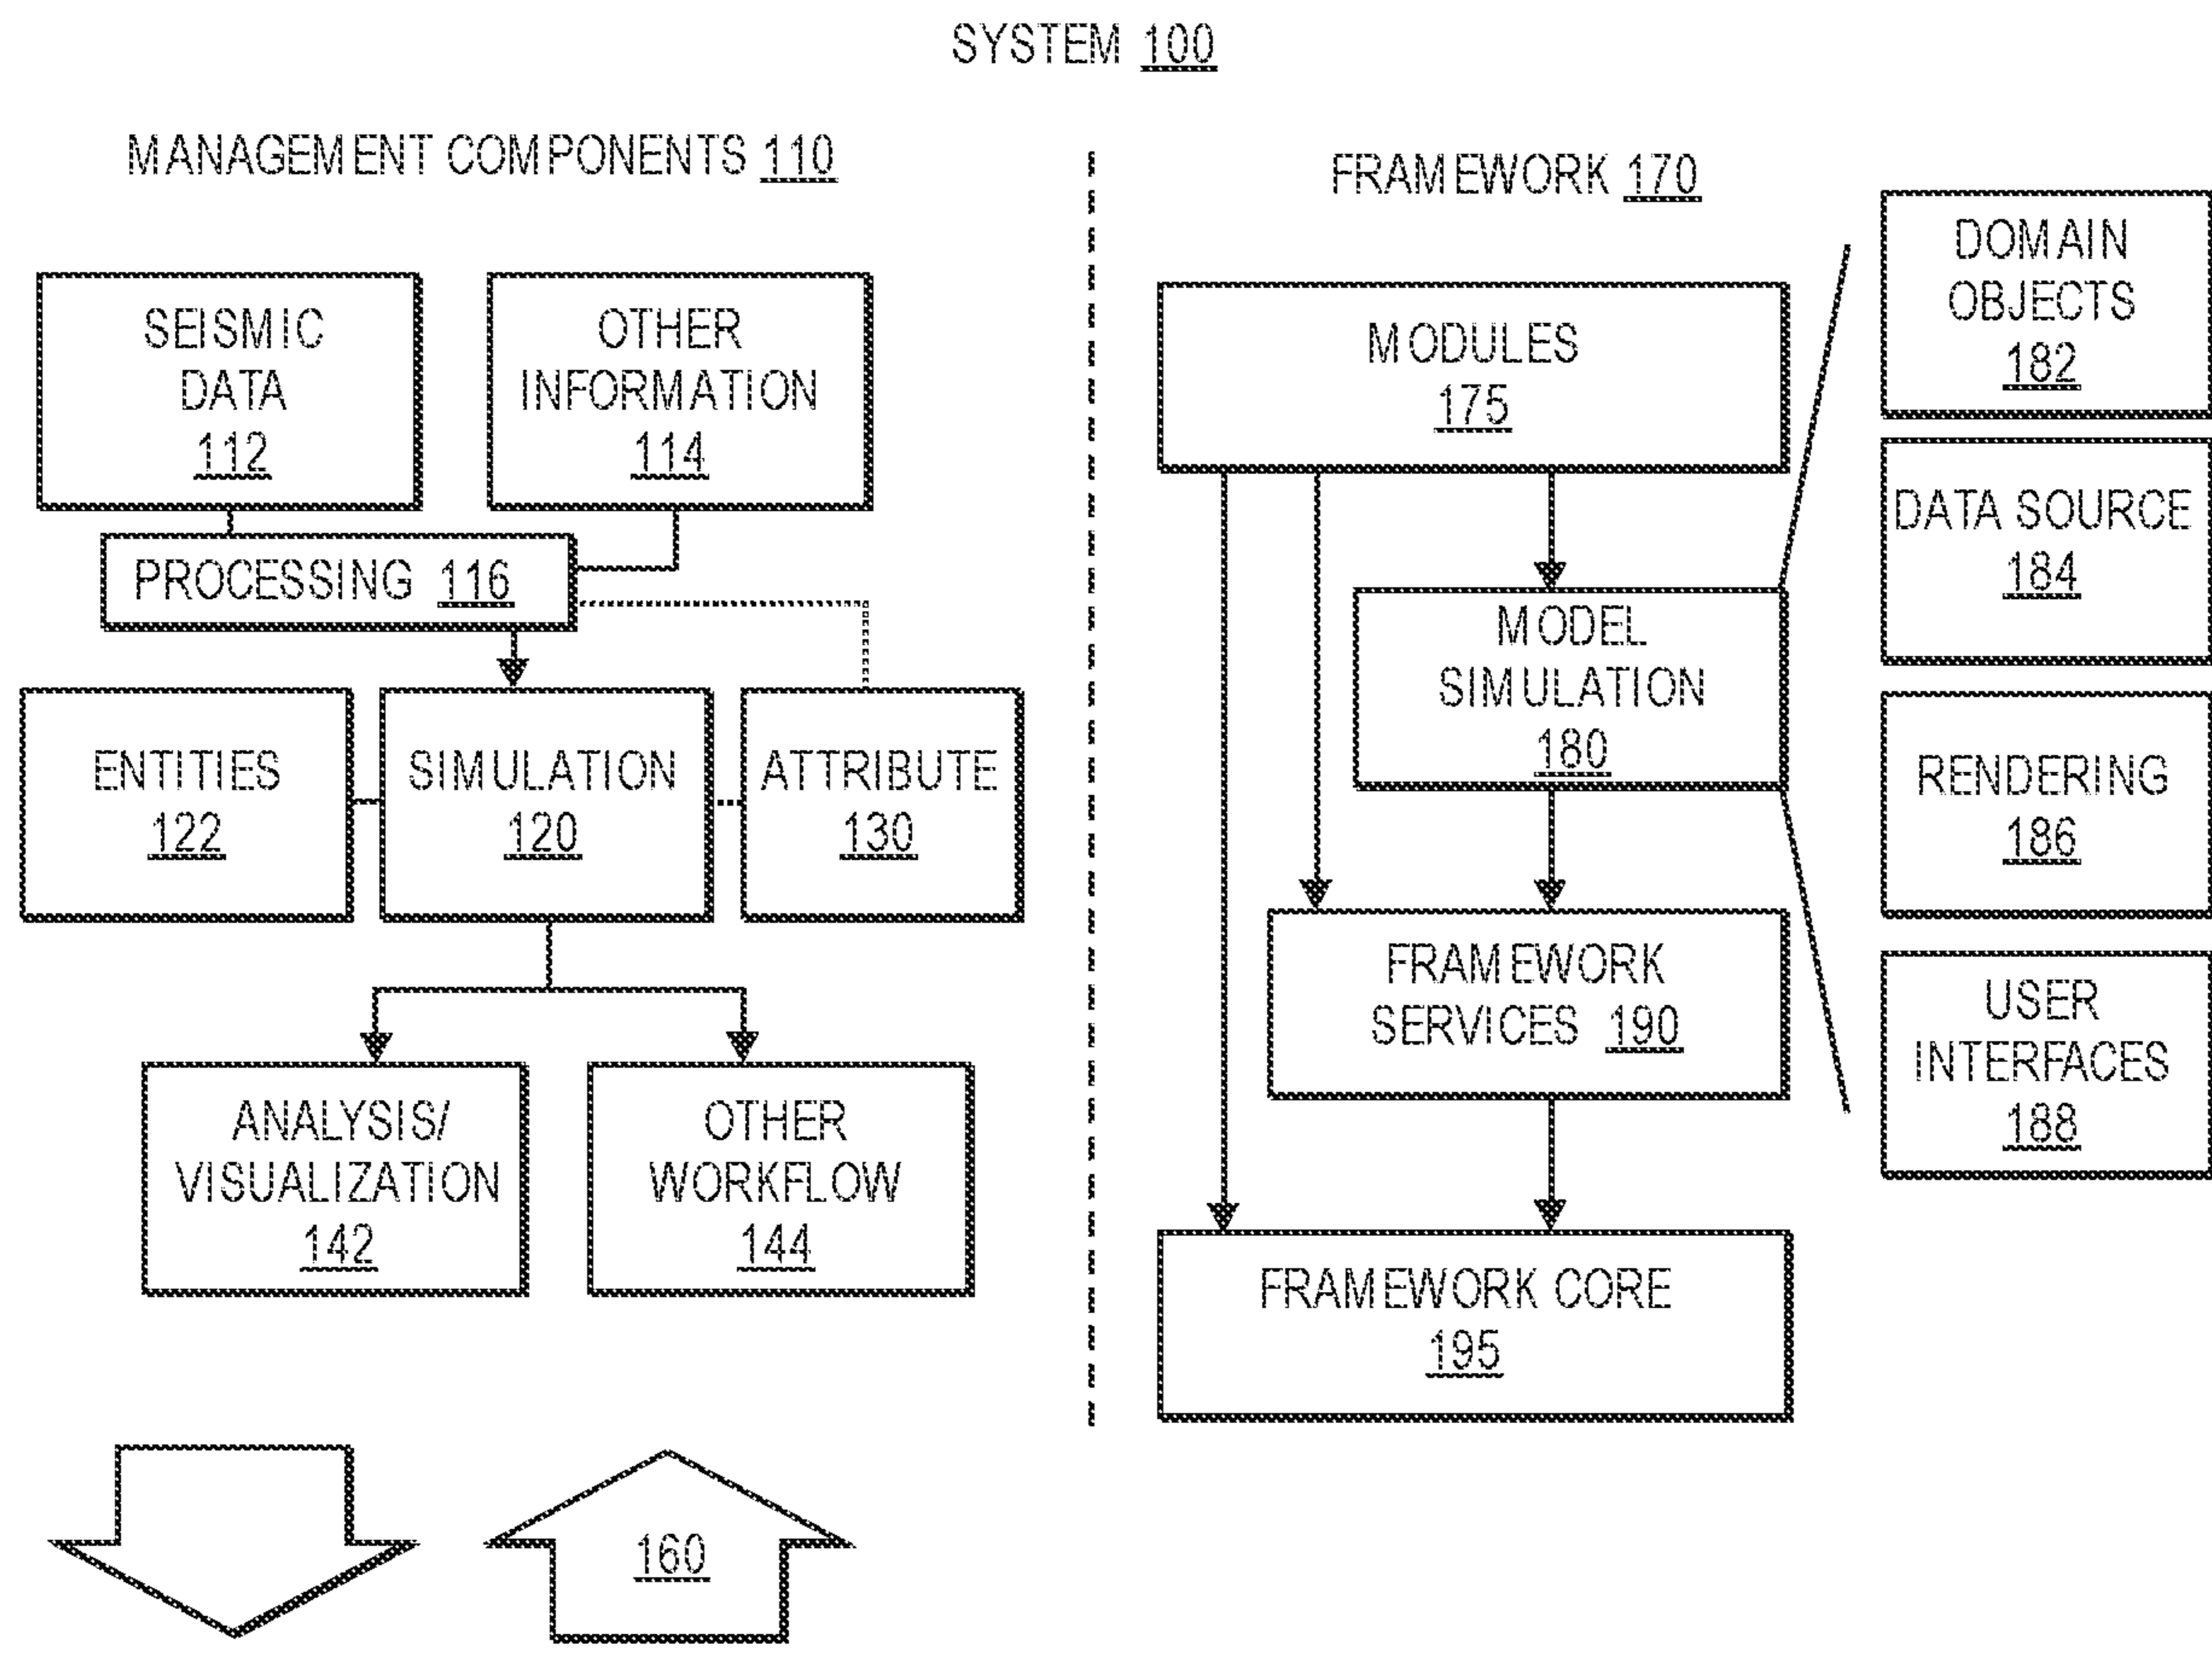 SYSTEM 100
MANAGEMENT COMPONENTS 110
SEISMIC
DATA
112
OTHER
INFORMATION
114
PROCESSING 116
ENTITIES
122
SIMULATION
120
ATTRIBUTE
130
ANALYSIS/
VISUALIZATION
142
OTHER
WORKFLOW
144
160
FRAMEWORK 170
MODULES
175
MODEL
SIMULATION
180
FRAMEWORK
SERVICES 190
FRAMEWORK CORE
195
DOMAIN
OBJECTS
182
DATA SOURCE
184
RENDERING
186
USER
INTERFACES
188